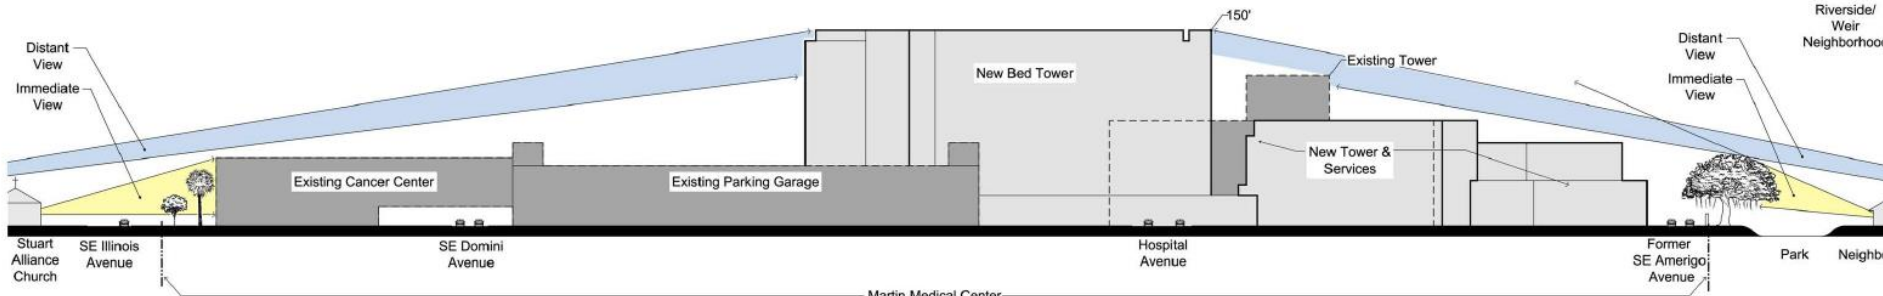 Distant
View
Immediate
View
150'
New Bed Tower
Existing Tower
Riverside/
Weir
Neighborhood
Distant
View
Immediate
View
Existing Cancer Center
Existing Parking Garage
New Tower &
Services
Stuart
Alliance
Church
SE Illinois
Avenue
SE Domini
Avenue
Hospital
Avenue
Former
SE Amerigo
Avenue
Park
Neighb
Martin Medical Center